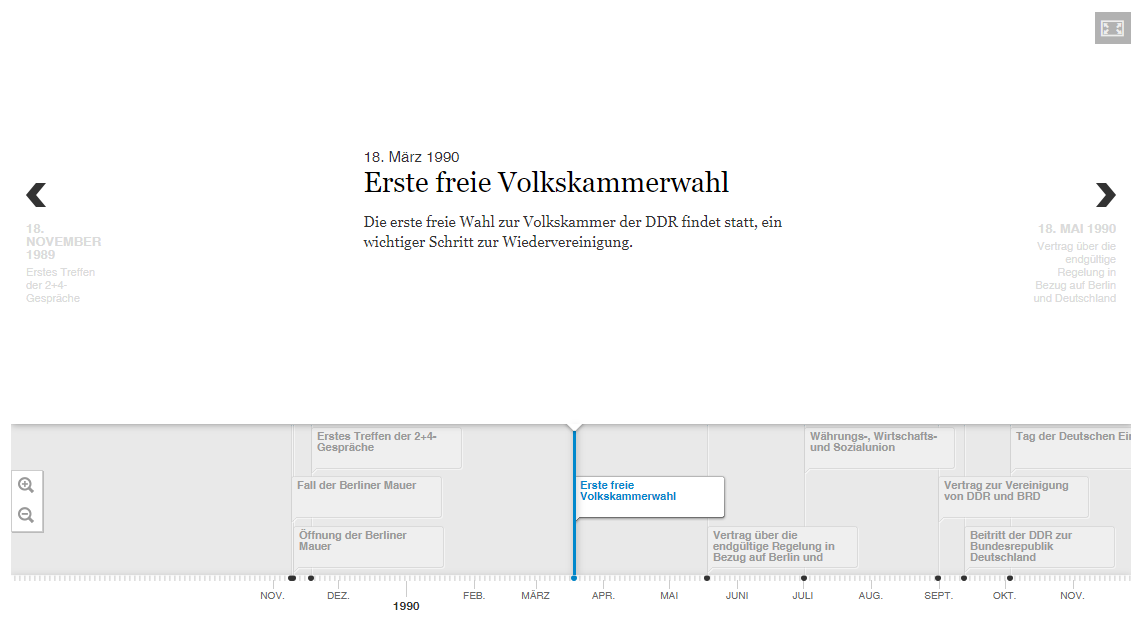 18. März 1990
Erste freie Volkskammerwahl
Die erste freie Wahl zur Volkskammer der DDR findet statt, ein
wichtiger Schritt zur Wiedervereinigung.
18.
NOVEMBER
1989
Erstes Treffen
der 2+4-
Gespräche
18. MAI 1990
Vertrag über die
endgültige
Regelung in
Bezug auf Berlin
und Deutschland
Erstes Treffen der 2+4-
Gespräche
Fall der Berliner Mauer
Öffnung der Berliner
Mauer
Erste freie
Volkskammerwahl
Vertrag über die
endgültige Regelung in
Bezug auf Berlin und
Währungs-, Wirtschafts-
und Sozialunion
Vertrag zur Vereinigung
von DDR und BRD
Beitritt der DDR zur
Bundesrepublik
Deutschland
Tag der Deutschen Ei
NOV. DEZ. 1990 FEB. MÄRZ APR. MAI JUNI JULI AUG. SEPT. OKT. NOV.